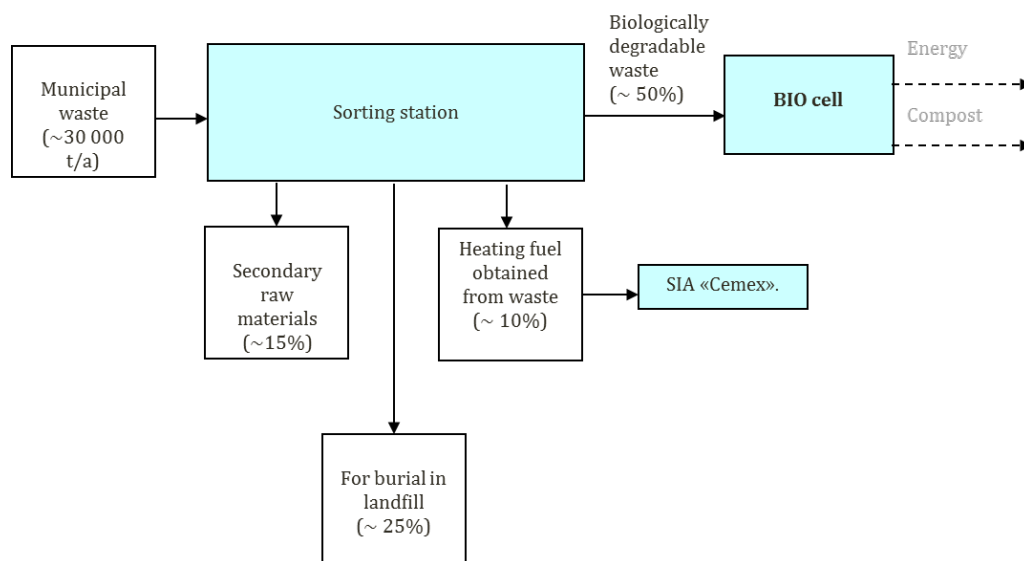 Municipal
waste
(~30 000
t/a)
Sorting station
Biologically
degradable
waste
(~ 50%)
BIO cell
Energy
Compost
Secondary
raw
materials
(~15%)
Heating fuel
obtained
from waste
(~ 10%)
SIA «Cemex».
For burial in
landfill
(~ 25%)